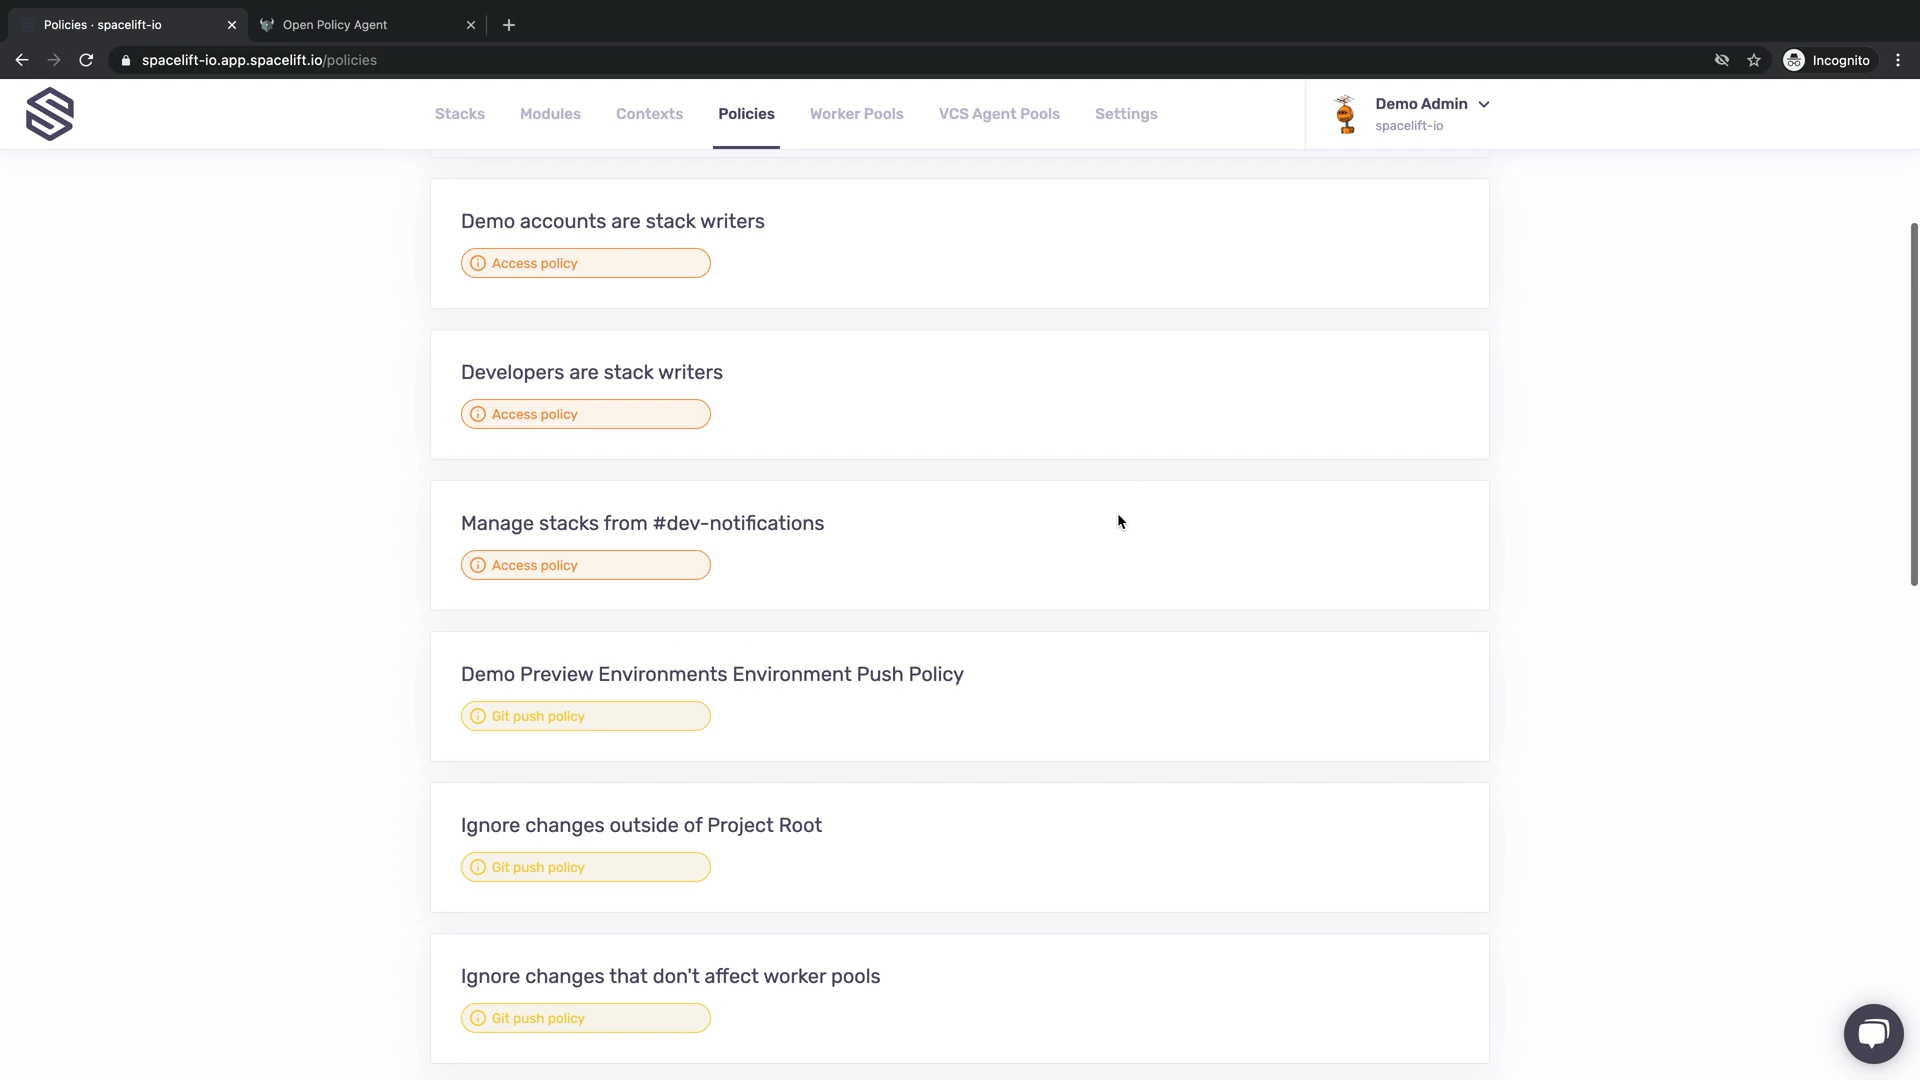 Policies · spacelift-io
Open Policy Agent
spacelift-io.app.spacelift.io/policies
Incognito
Stacks
Modules
Contexts
Policies
Worker Pools
VCS Agent Pools
Settings
Demo Admin
spacelift-io
Demo accounts are stack writers
Access policy
Developers are stack writers
Access policy
Manage stacks from #dev-notifications
Access policy
Demo Preview Environments Environment Push Policy
Git push policy
Ignore changes outside of Project Root
Git push policy
Ignore changes that don't affect worker pools
Git push policy